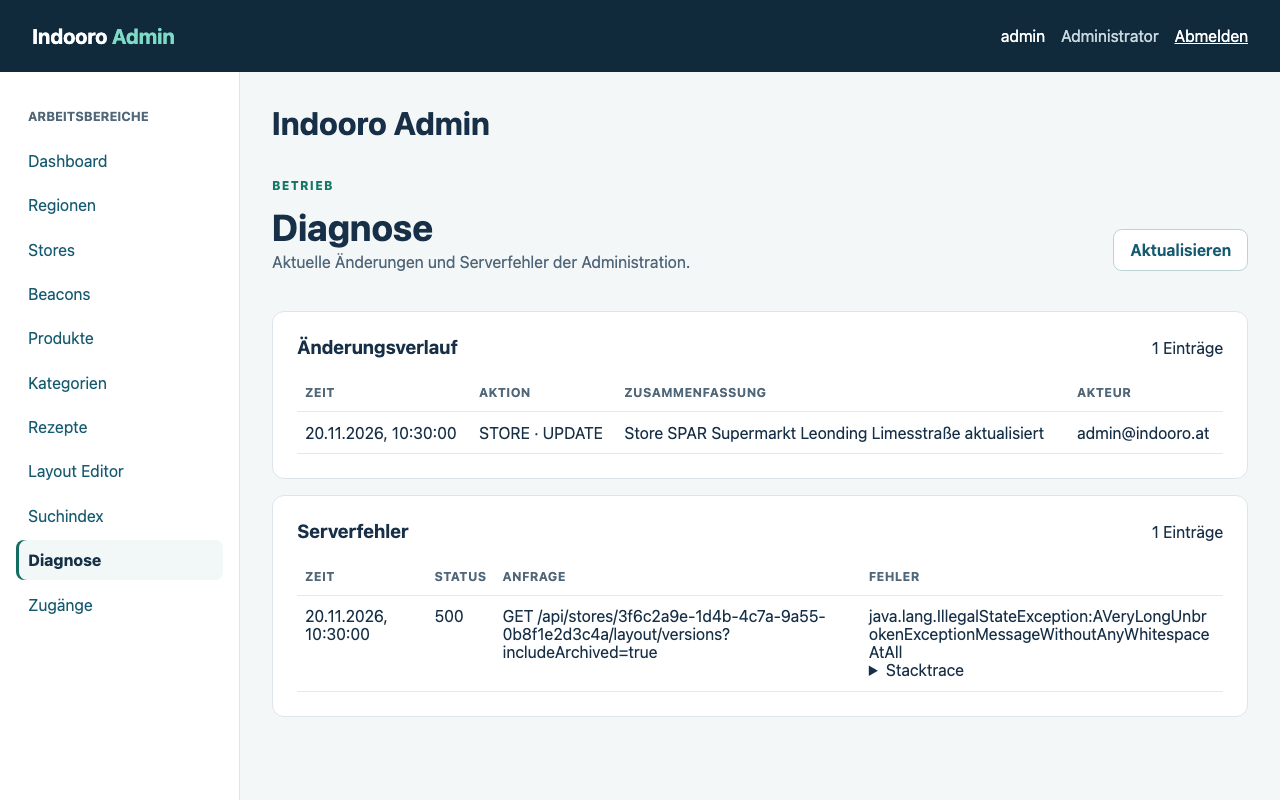 Indooro Admin
admin Administrator Abmelden
ARBEITSBEREICHE
Dashboard
Regionen
Stores
Beacons
Produkte
Kategorien
Rezepte
Layout Editor
Suchindex
Diagnose
Zugänge
Indooro Admin
BETRIEB
Diagnose
Aktuelle Änderungen und Serverfehler der Administration.
Aktualisieren
Änderungsverlauf
1 Einträge
ZEIT AKTION ZUSAMMENFASSUNG AKTEUR
20.11.2026, 10:30:00 STORE · UPDATE Store SPAR Supermarkt Leonding Limesstraße aktualisiert admin@indooro.at
Serverfehler
1 Einträge
ZEIT STATUS ANFRAGE FEHLER
20.11.2026,
10:30:00
500
GET /api/stores/3f6c2a9e-1d4b-4c7a-9a55-
0b8f1e2d3c4a/layout/versions?
includeArchived=true
java.lang.IllegalStateException:AVeryLongUnbr
okenExceptionMessageWithoutAnyWhitespace
AtAll
▶ Stacktrace